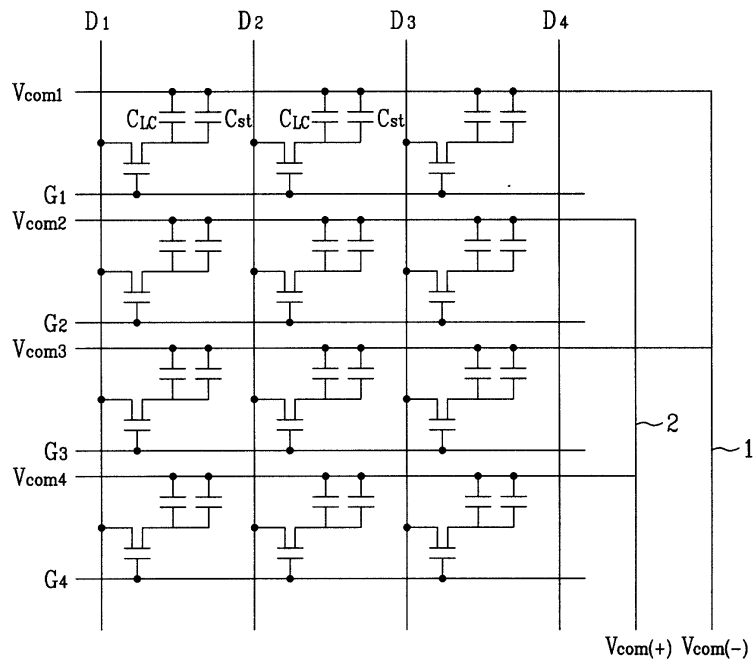 D1 D2 D3 D4
Vcom1
CLC Cst CLC Cst
G1
Vcom2
G2
Vcom3
2
1
G3
Vcom4
G4
Vcom(+) Vcom(-)